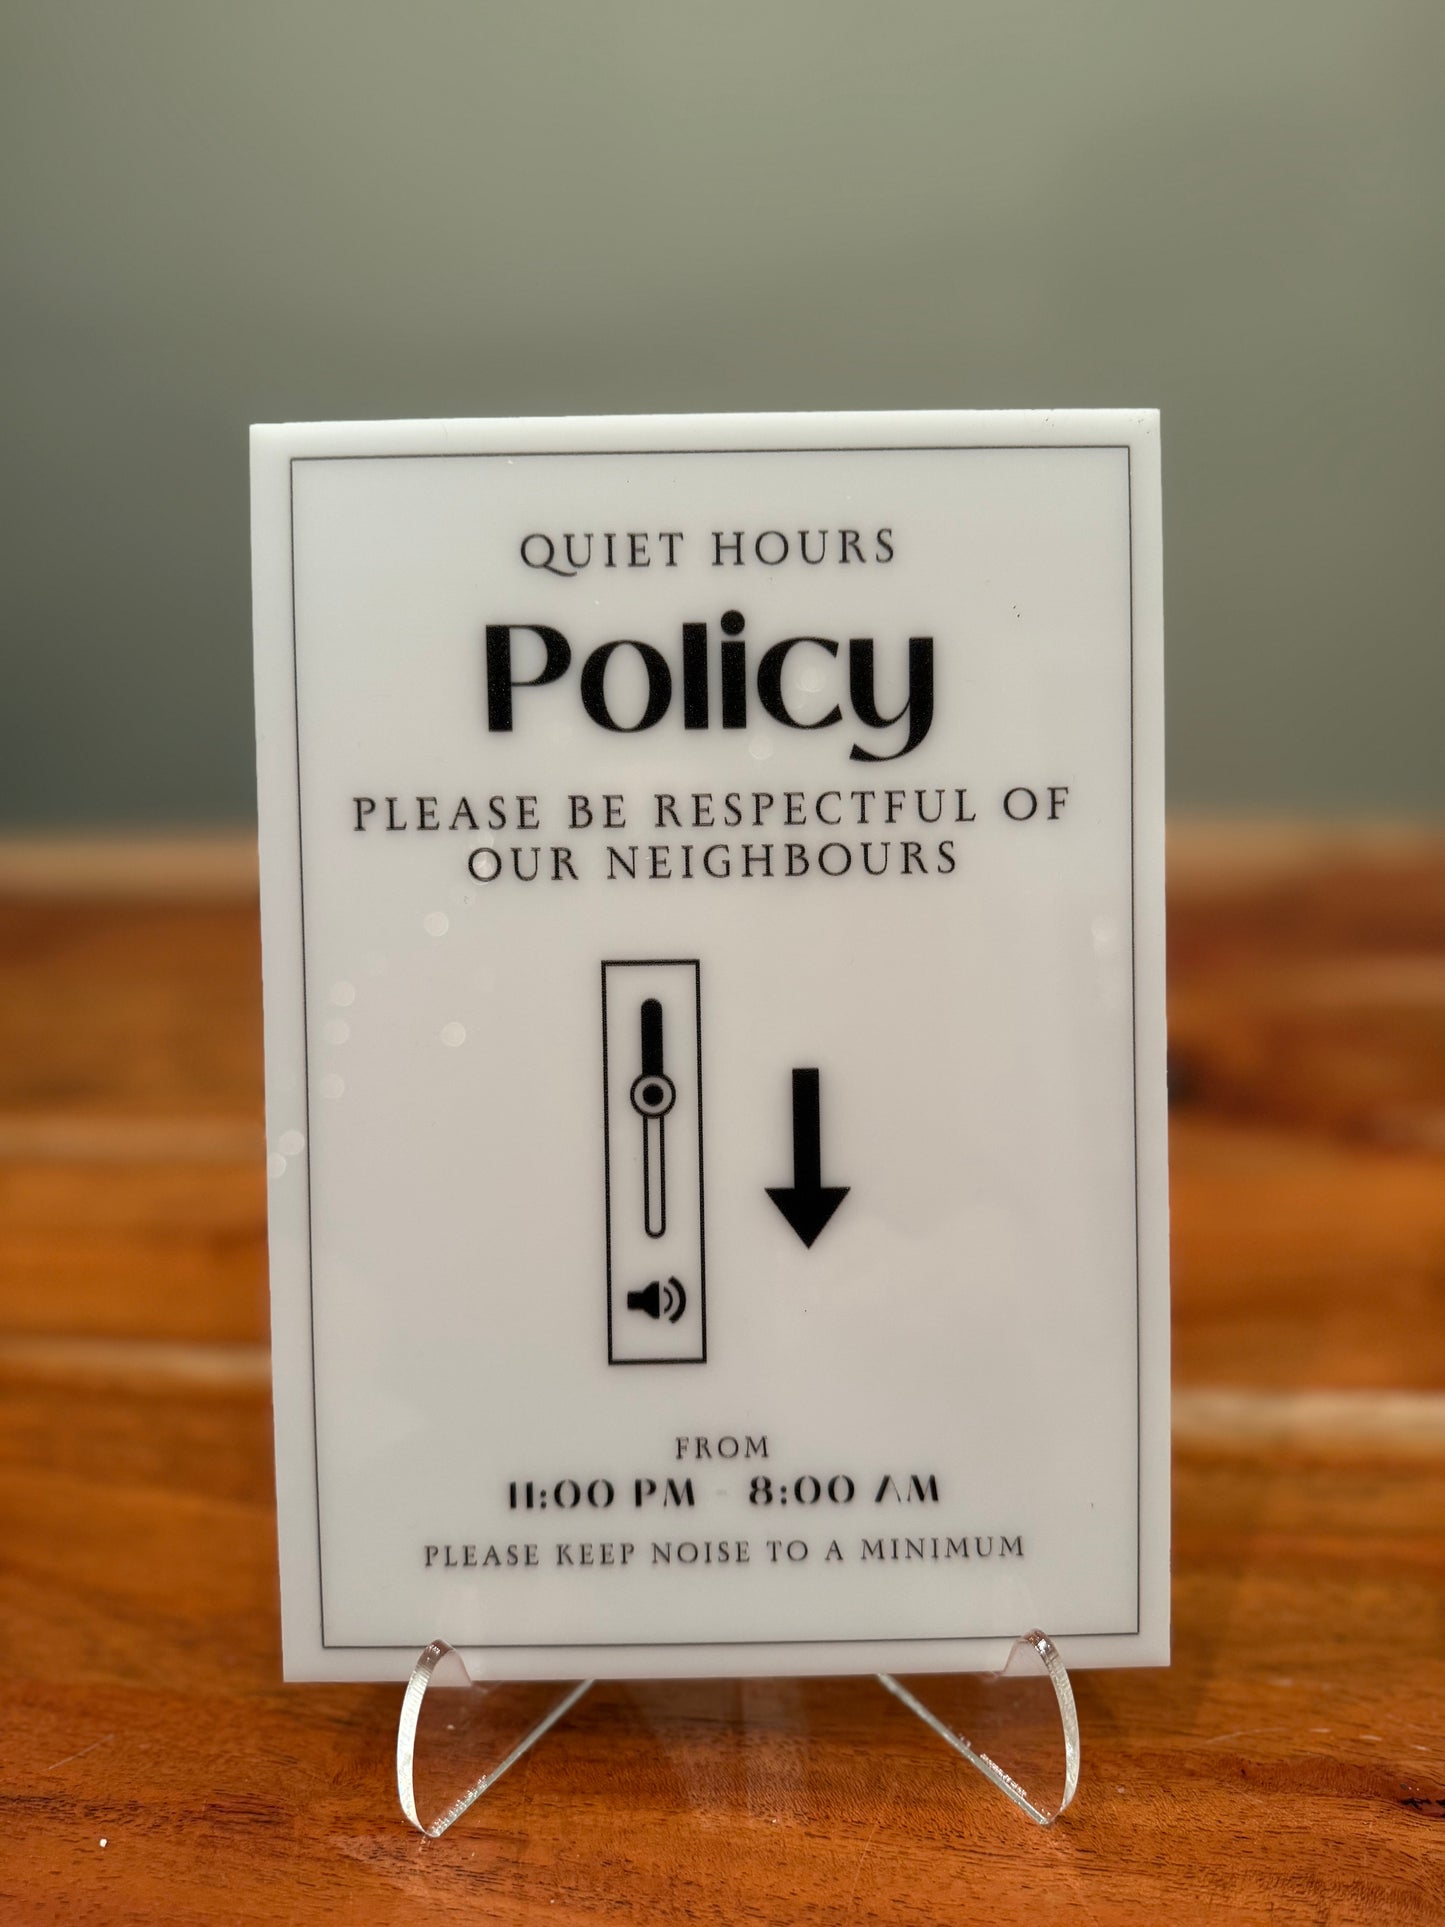 QUIET HOURS
Policy
PLEASE BE RESPECTFUL OF
OUR NEIGHBOURS
FROM
11:00 PM - 8:00 AM
PLEASE KEEP NOISE TO A MINIMUM